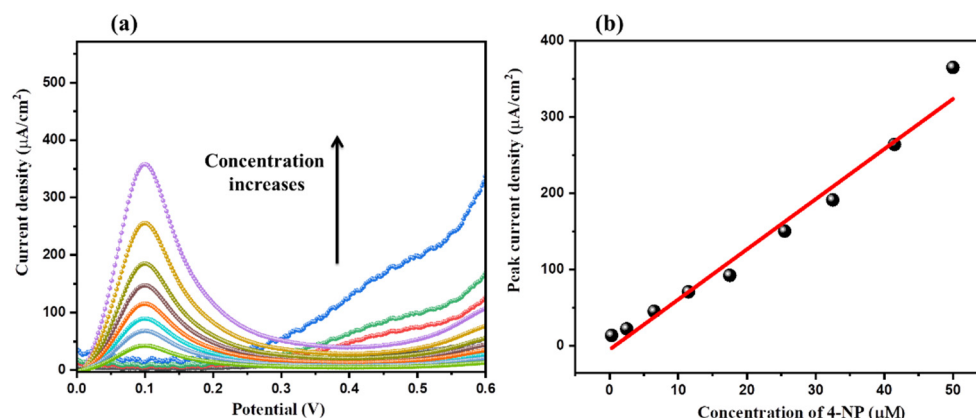 (a)
Current density (μA/cm²)
500
400
300
200
100
0
Concentration
increases
0.0 0.1 0.2 0.3 0.4 0.5 0.6
Potential (V)
(b)
Peak current density (μA/cm²)
400
300
200
100
0
0 10 20 30 40 50
Concentration of 4-NP (μM)